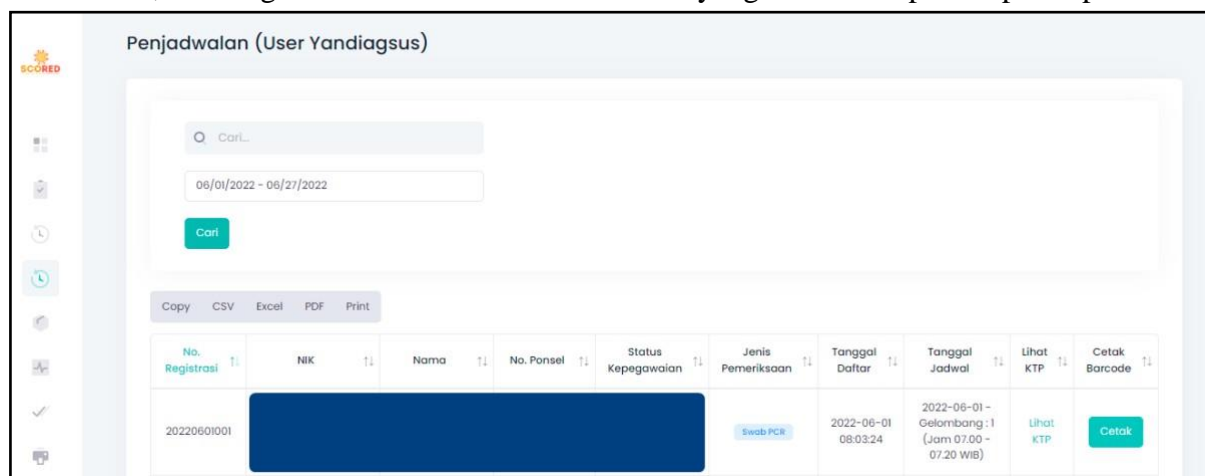 SCORED
Penjadwalan (User Yandiagsus)
Cari...
06/01/2022 - 06/27/2022
Cari
Copy CSV Excel PDF Print
No. Registrasi NIK Nama No. Ponsel Status Kepegawaian Jenis Pemeriksaan Tanggal Daftar Tanggal Jadwal Lihat KTP Cetak Barcode
20220601001 Swab PCR 2022-06-01 08:03:24 2022-06-01 - Gelombang : 1 (Jam 07.00 - 07.20 WIB) Lihat KTP Cetak